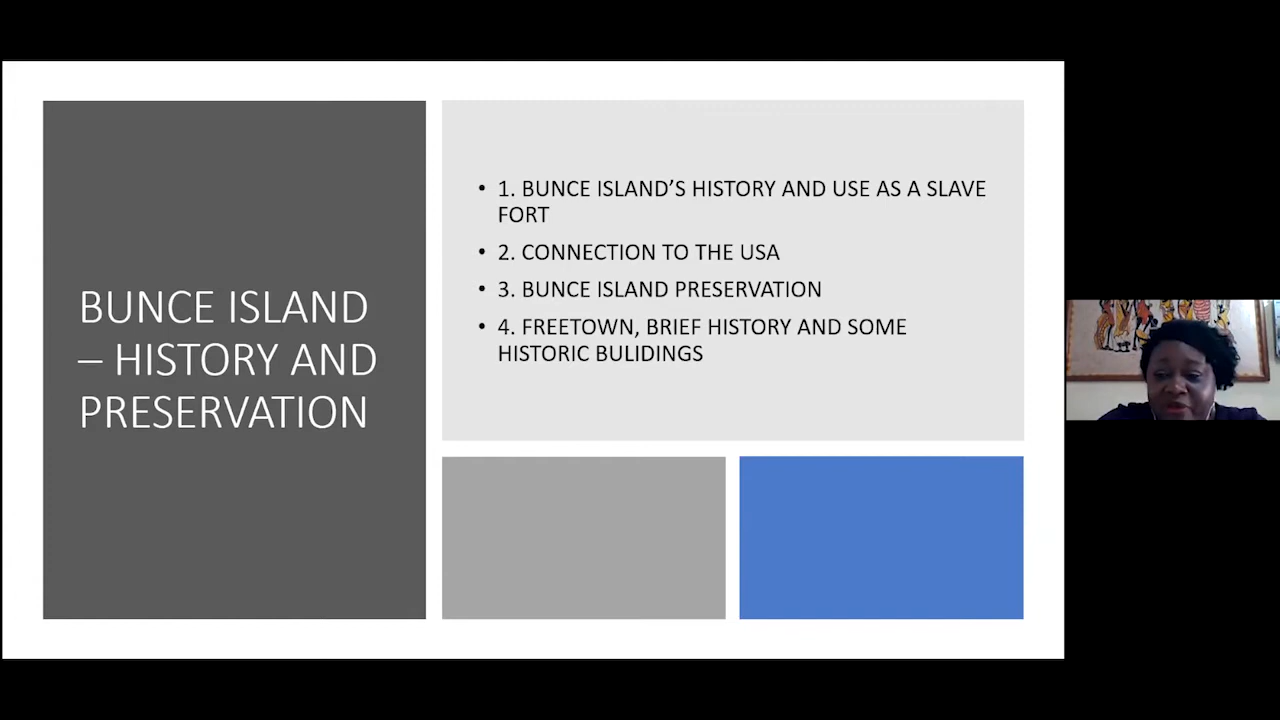 BUNCE ISLAND
– HISTORY AND
PRESERVATION
• 1. BUNCE ISLAND’S HISTORY AND USE AS A SLAVE
FORT
• 2. CONNECTION TO THE USA
• 3. BUNCE ISLAND PRESERVATION
• 4. FREETOWN, BRIEF HISTORY AND SOME
HISTORIC BULIDINGS